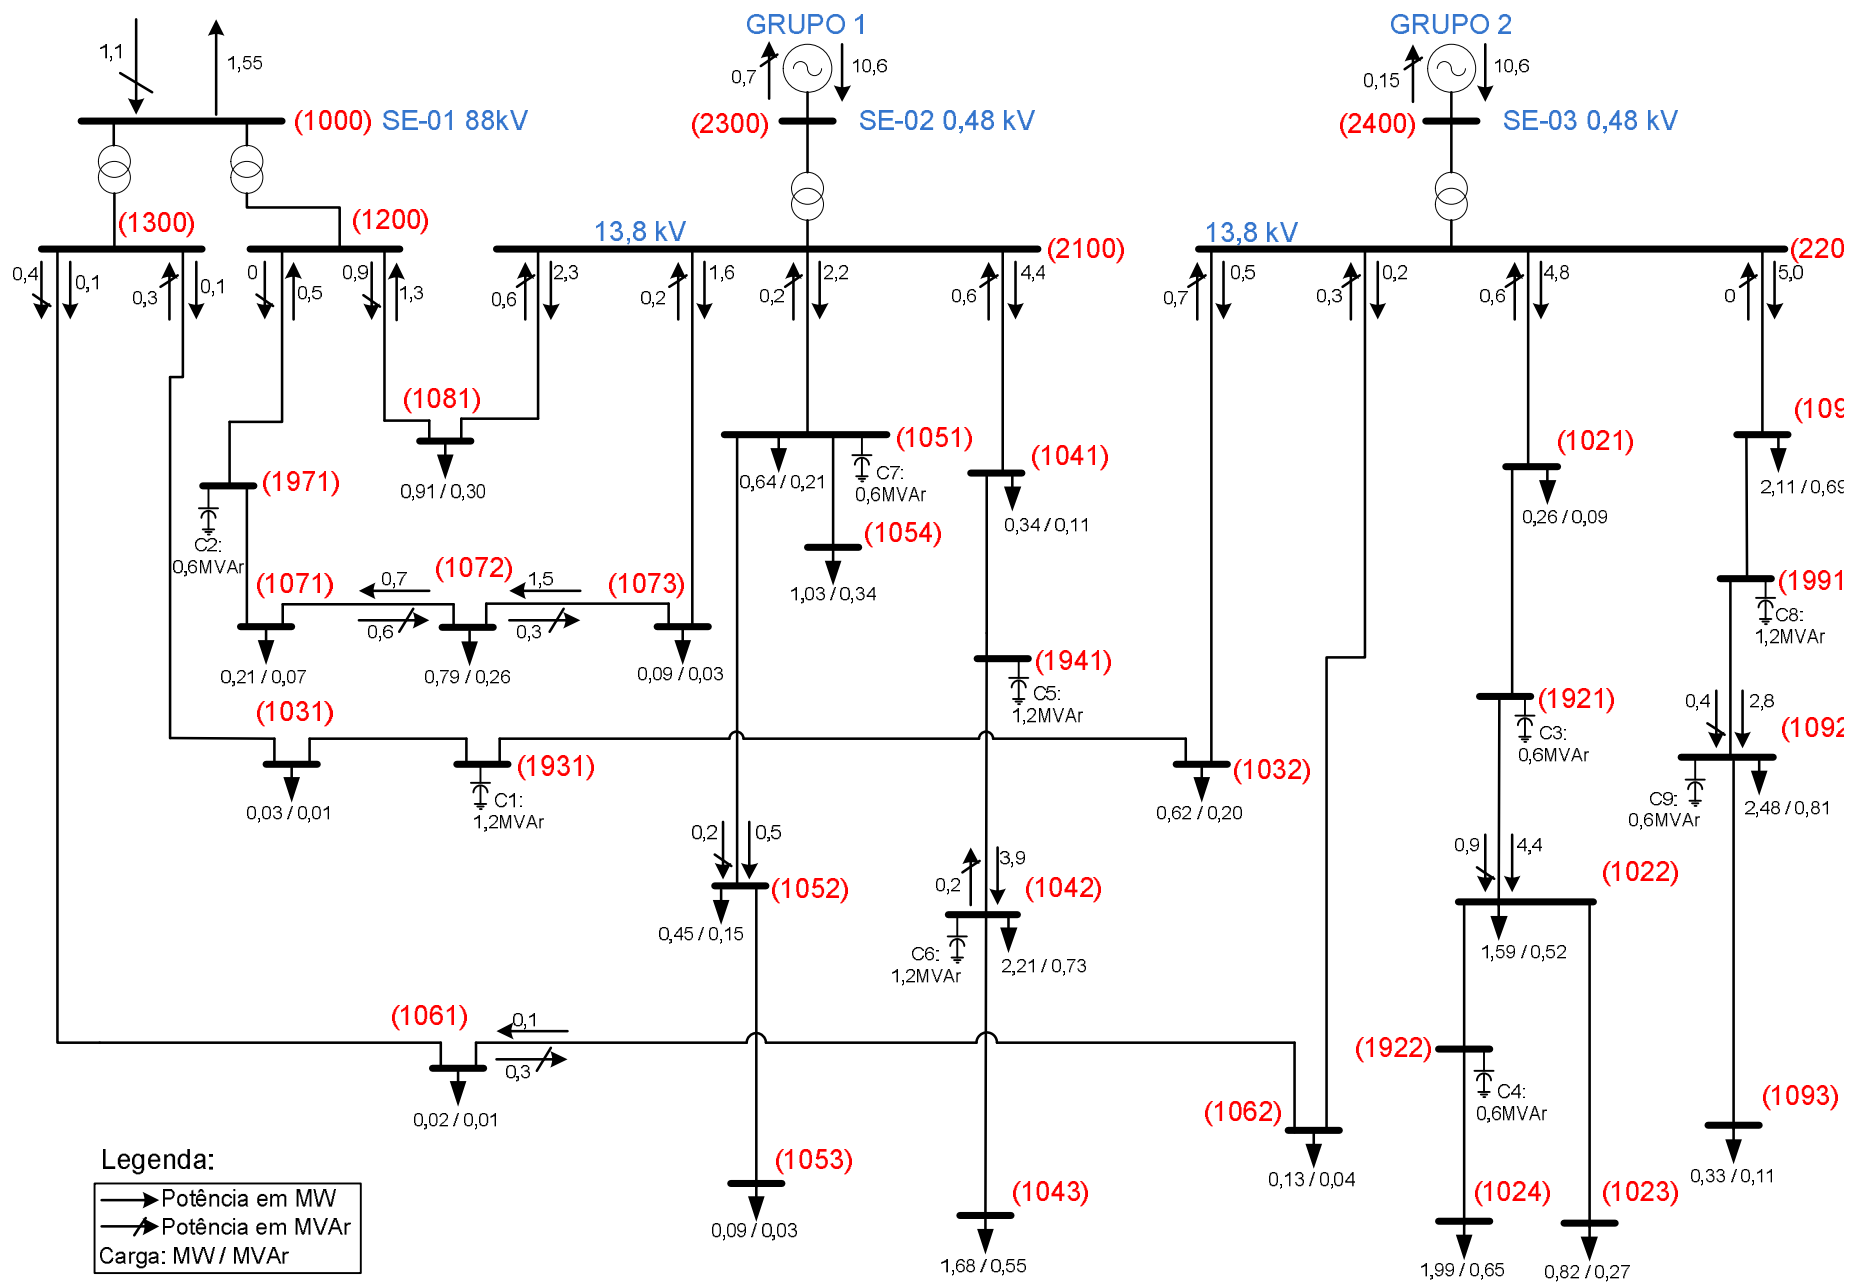 GRUPO 1
GRUPO 2
1,1
1,55
0,7
10,6
0,15
10,6
(1000) SE-01 88kV
(2300)
SE-02 0,48 kV
(2400)
SE-03 0,48 kV
(1300)
(1200)
13,8 kV
(2100)
13,8 kV
(220
0,4
0,1
0,3
0,1
0
0,5
0,9
1,3
0,6
2,3
0,2
1,6
0,2
2,2
0,6
4,4
0,7
0,5
0,3
0,2
0,6
4,8
0
5,0
(1081)
0,91 / 0,30
(1051)
0,64 / 0,21
C7:
0,6MVAr
(1041)
0,34 / 0,11
(1021)
0,26 / 0,09
(109
2,11 / 0,69
(1971)
C2:
0,6MVAr
(1054)
1,03 / 0,34
(1071)
0,7
0,6
(1072)
1,5
0,3
(1073)
0,21 / 0,07
0,79 / 0,26
0,09 / 0,03
(1991
C8:
1,2MVAr
(1941)
C5:
1,2MVAr
(1921)
C3:
0,6MVAr
(1031)
0,03 / 0,01
(1931)
C1:
1,2MVAr
(1032)
0,62 / 0,20
0,4
2,8
(1092
C9:
0,6MVAr
2,48 / 0,81
0,2
0,5
(1052)
0,45 / 0,15
0,2
3,9
(1042)
C6:
1,2MVAr
2,21 / 0,73
0,9
4,4
(1022)
1,59 / 0,52
(1061)
0,1
0,3
0,02 / 0,01
(1922)
C4:
0,6MVAr
(1062)
0,13 / 0,04
(1093)
0,33 / 0,11
(1053)
0,09 / 0,03
(1043)
1,68 / 0,55
(1024)
1,99 / 0,65
(1023)
0,82 / 0,27
Legenda:
Potência em MW
Potência em MVAr
Carga: MW / MVAr